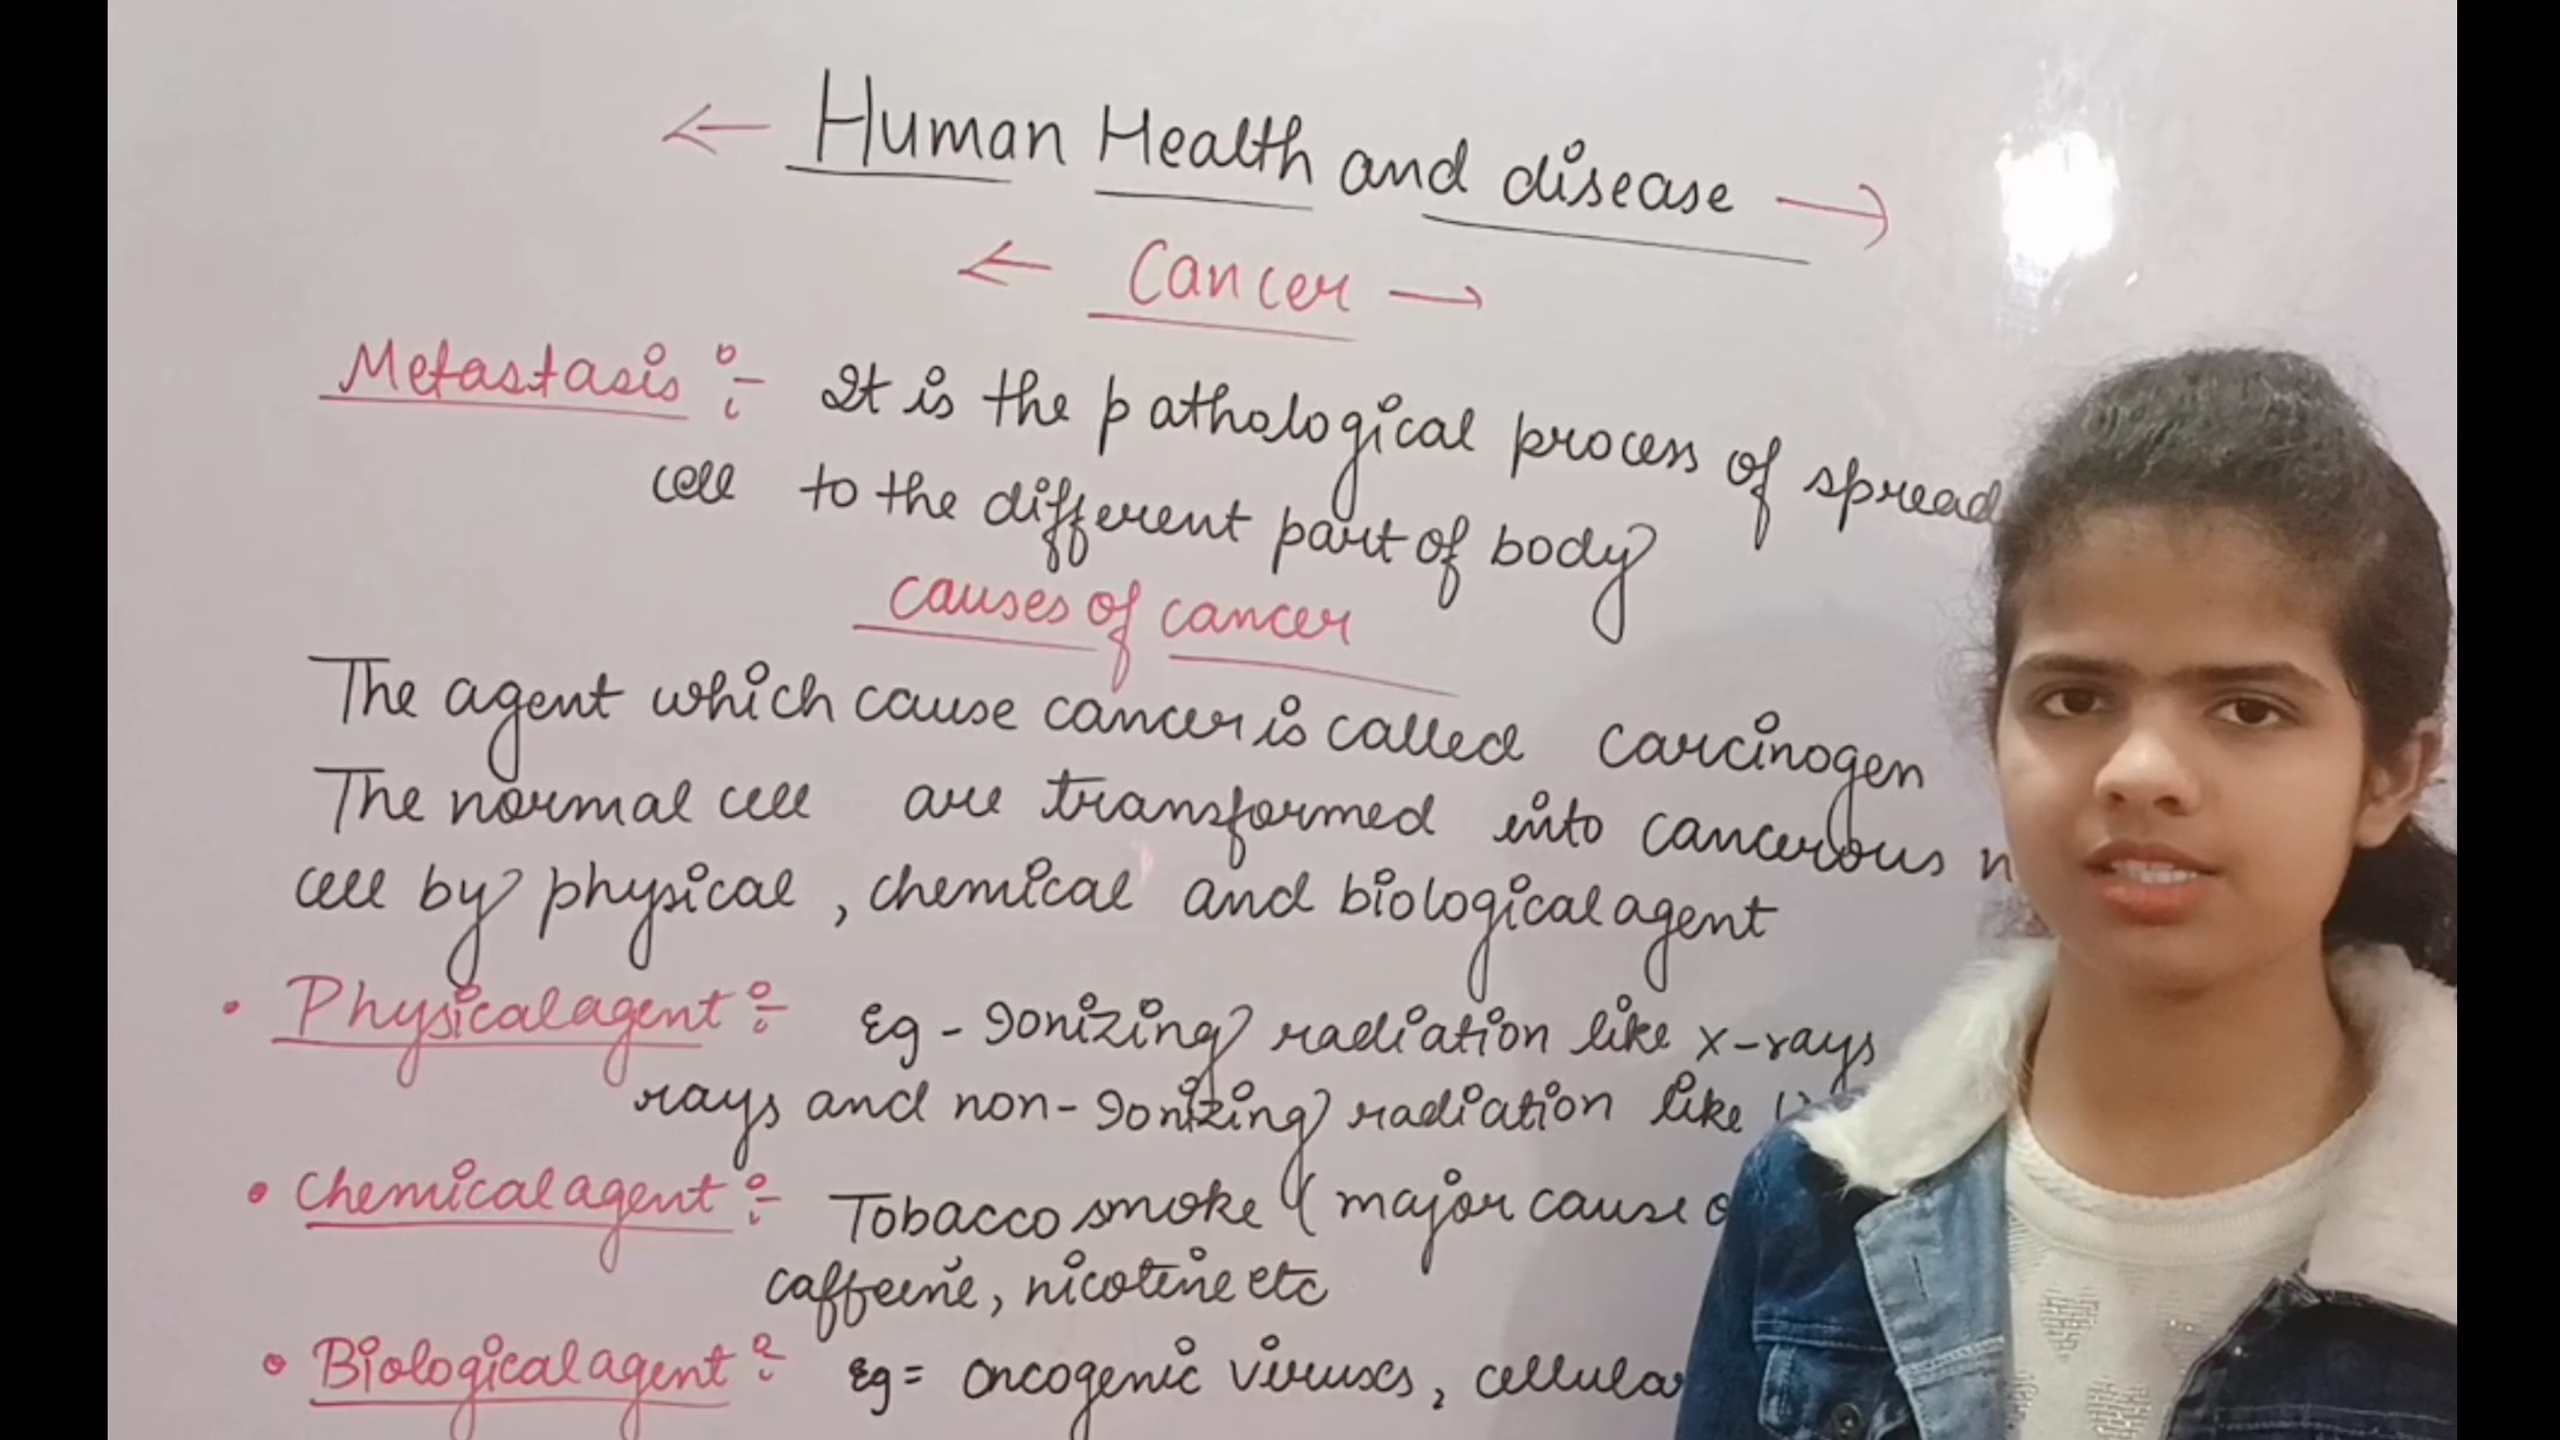 ← Human Health and disease →
← Cancer →
Metastasis :- It is the pathological process of spread
cell to the different part of body
causes of cancer
The agent which cause cancer is called carcinogen
The normal cell are transformed into cancerous n
cell by physical, chemical and biological agent
• Physical agent :- Eg - Ionizing radiation like x-rays
rays and non-Ionizing radiation like
• Chemical agent :- Tobacco smoke (major cause o
caffeine, nicotine etc
• Biological agent :- Eg = oncogenic viruses, cellular